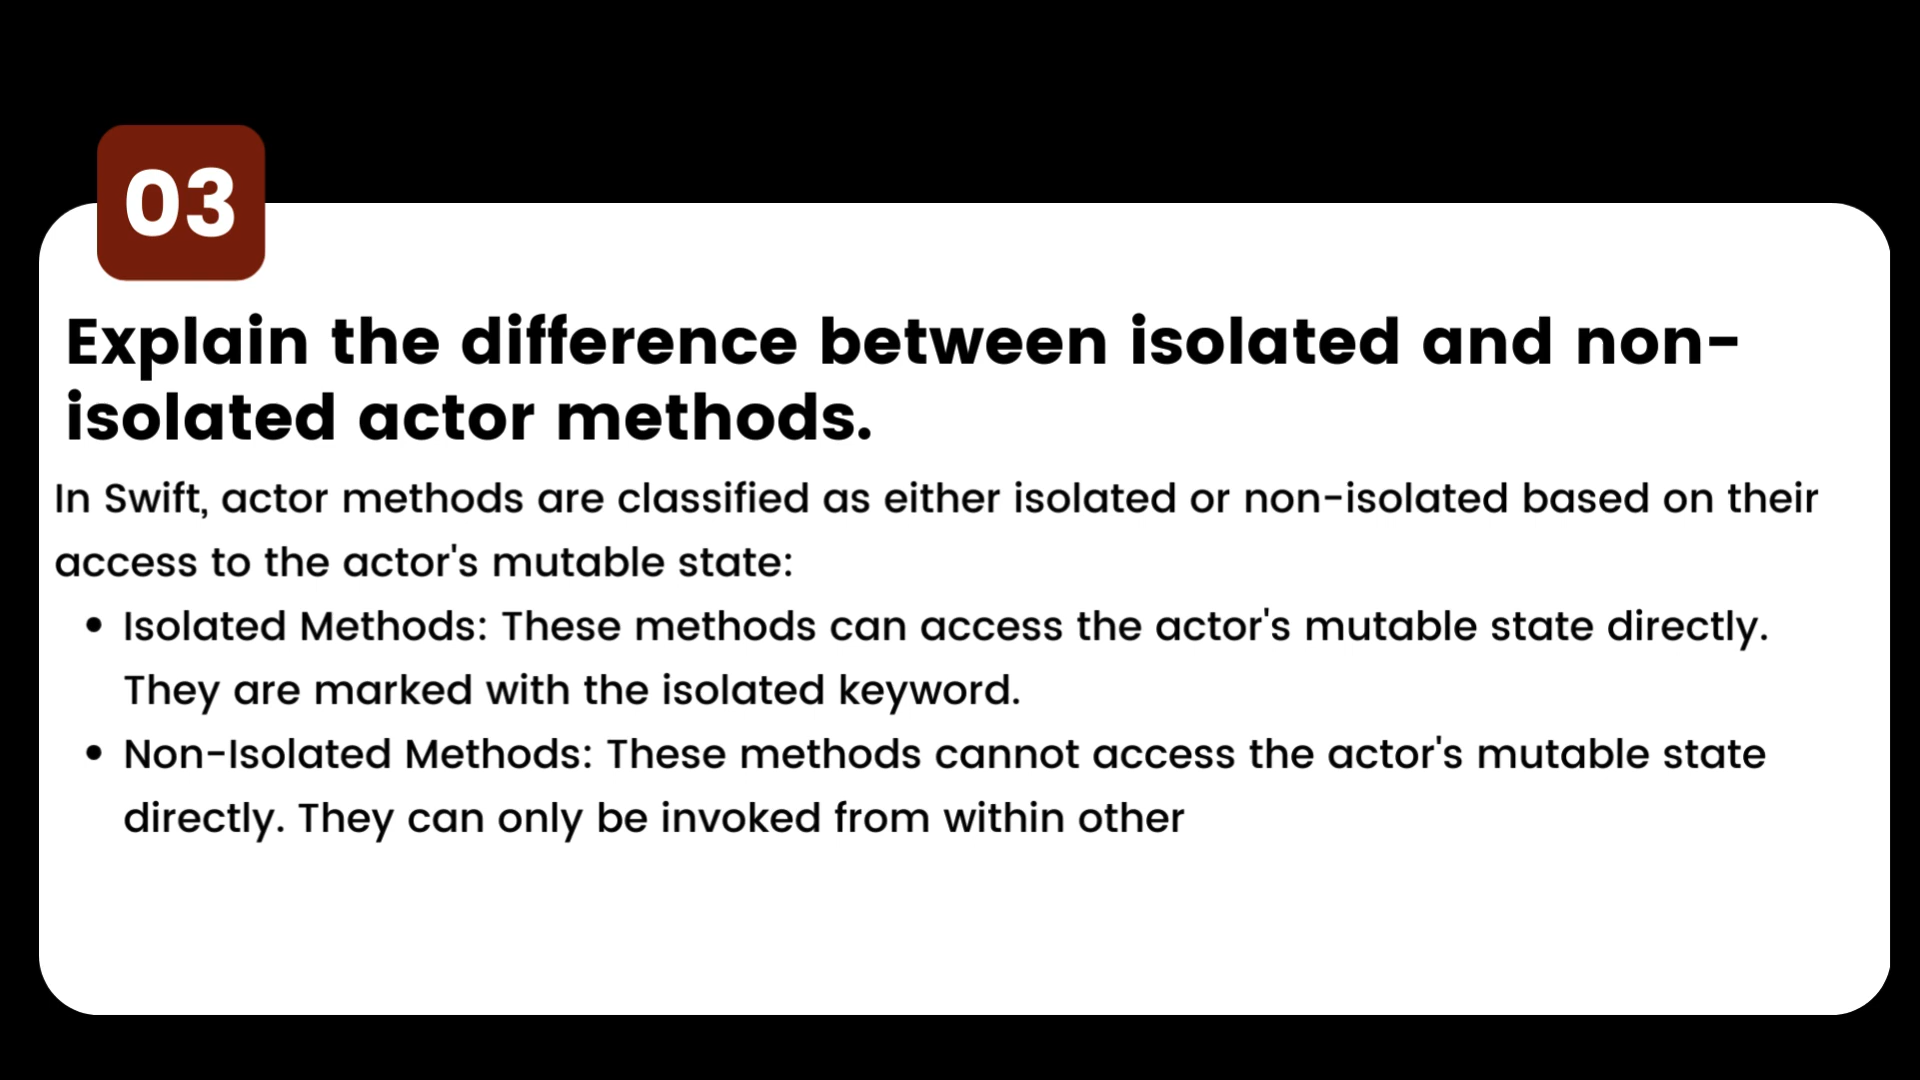 03
Explain the difference between isolated and non-
isolated actor methods.
In Swift, actor methods are classified as either isolated or non-isolated based on their
access to the actor's mutable state:
• Isolated Methods: These methods can access the actor's mutable state directly.
They are marked with the isolated keyword.
• Non-Isolated Methods: These methods cannot access the actor's mutable state
directly. They can only be invoked from within other